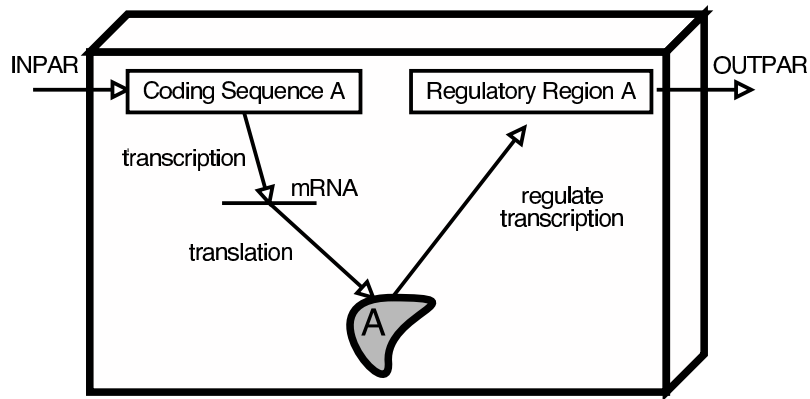 INPAR
OUTPAR
Coding Sequence A
Regulatory Region A
transcription
mRNA
regulate
transcription
translation
A